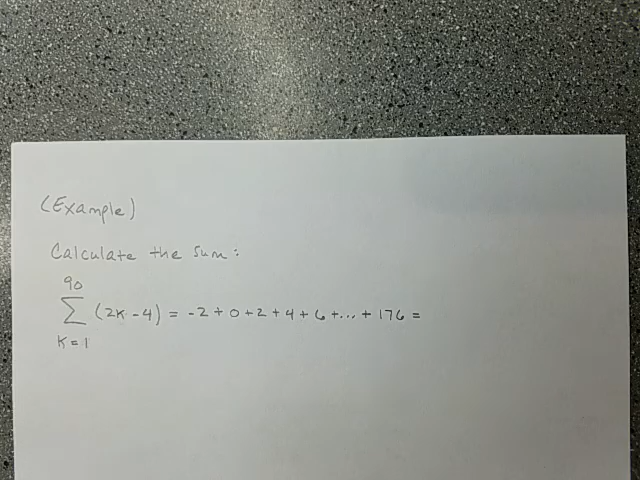 (Example)
Calculate the sum:
90
∑ (2K - 4) = -2 + 0 + 2 + 4 + 6 + ... + 176 =
K = 1